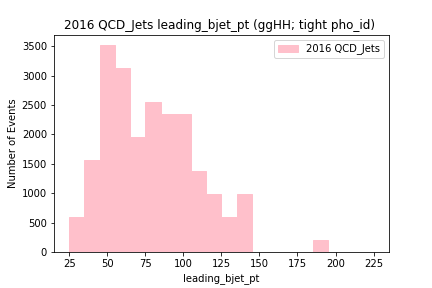 2016 QCD_Jets leading_bjet_pt (ggHH; tight pho_id)
2016 QCD_Jets
Number of Events
3500
3000
2500
2000
1500
1000
500
0
25 50 75 100 125 150 175 200 225
leading_bjet_pt